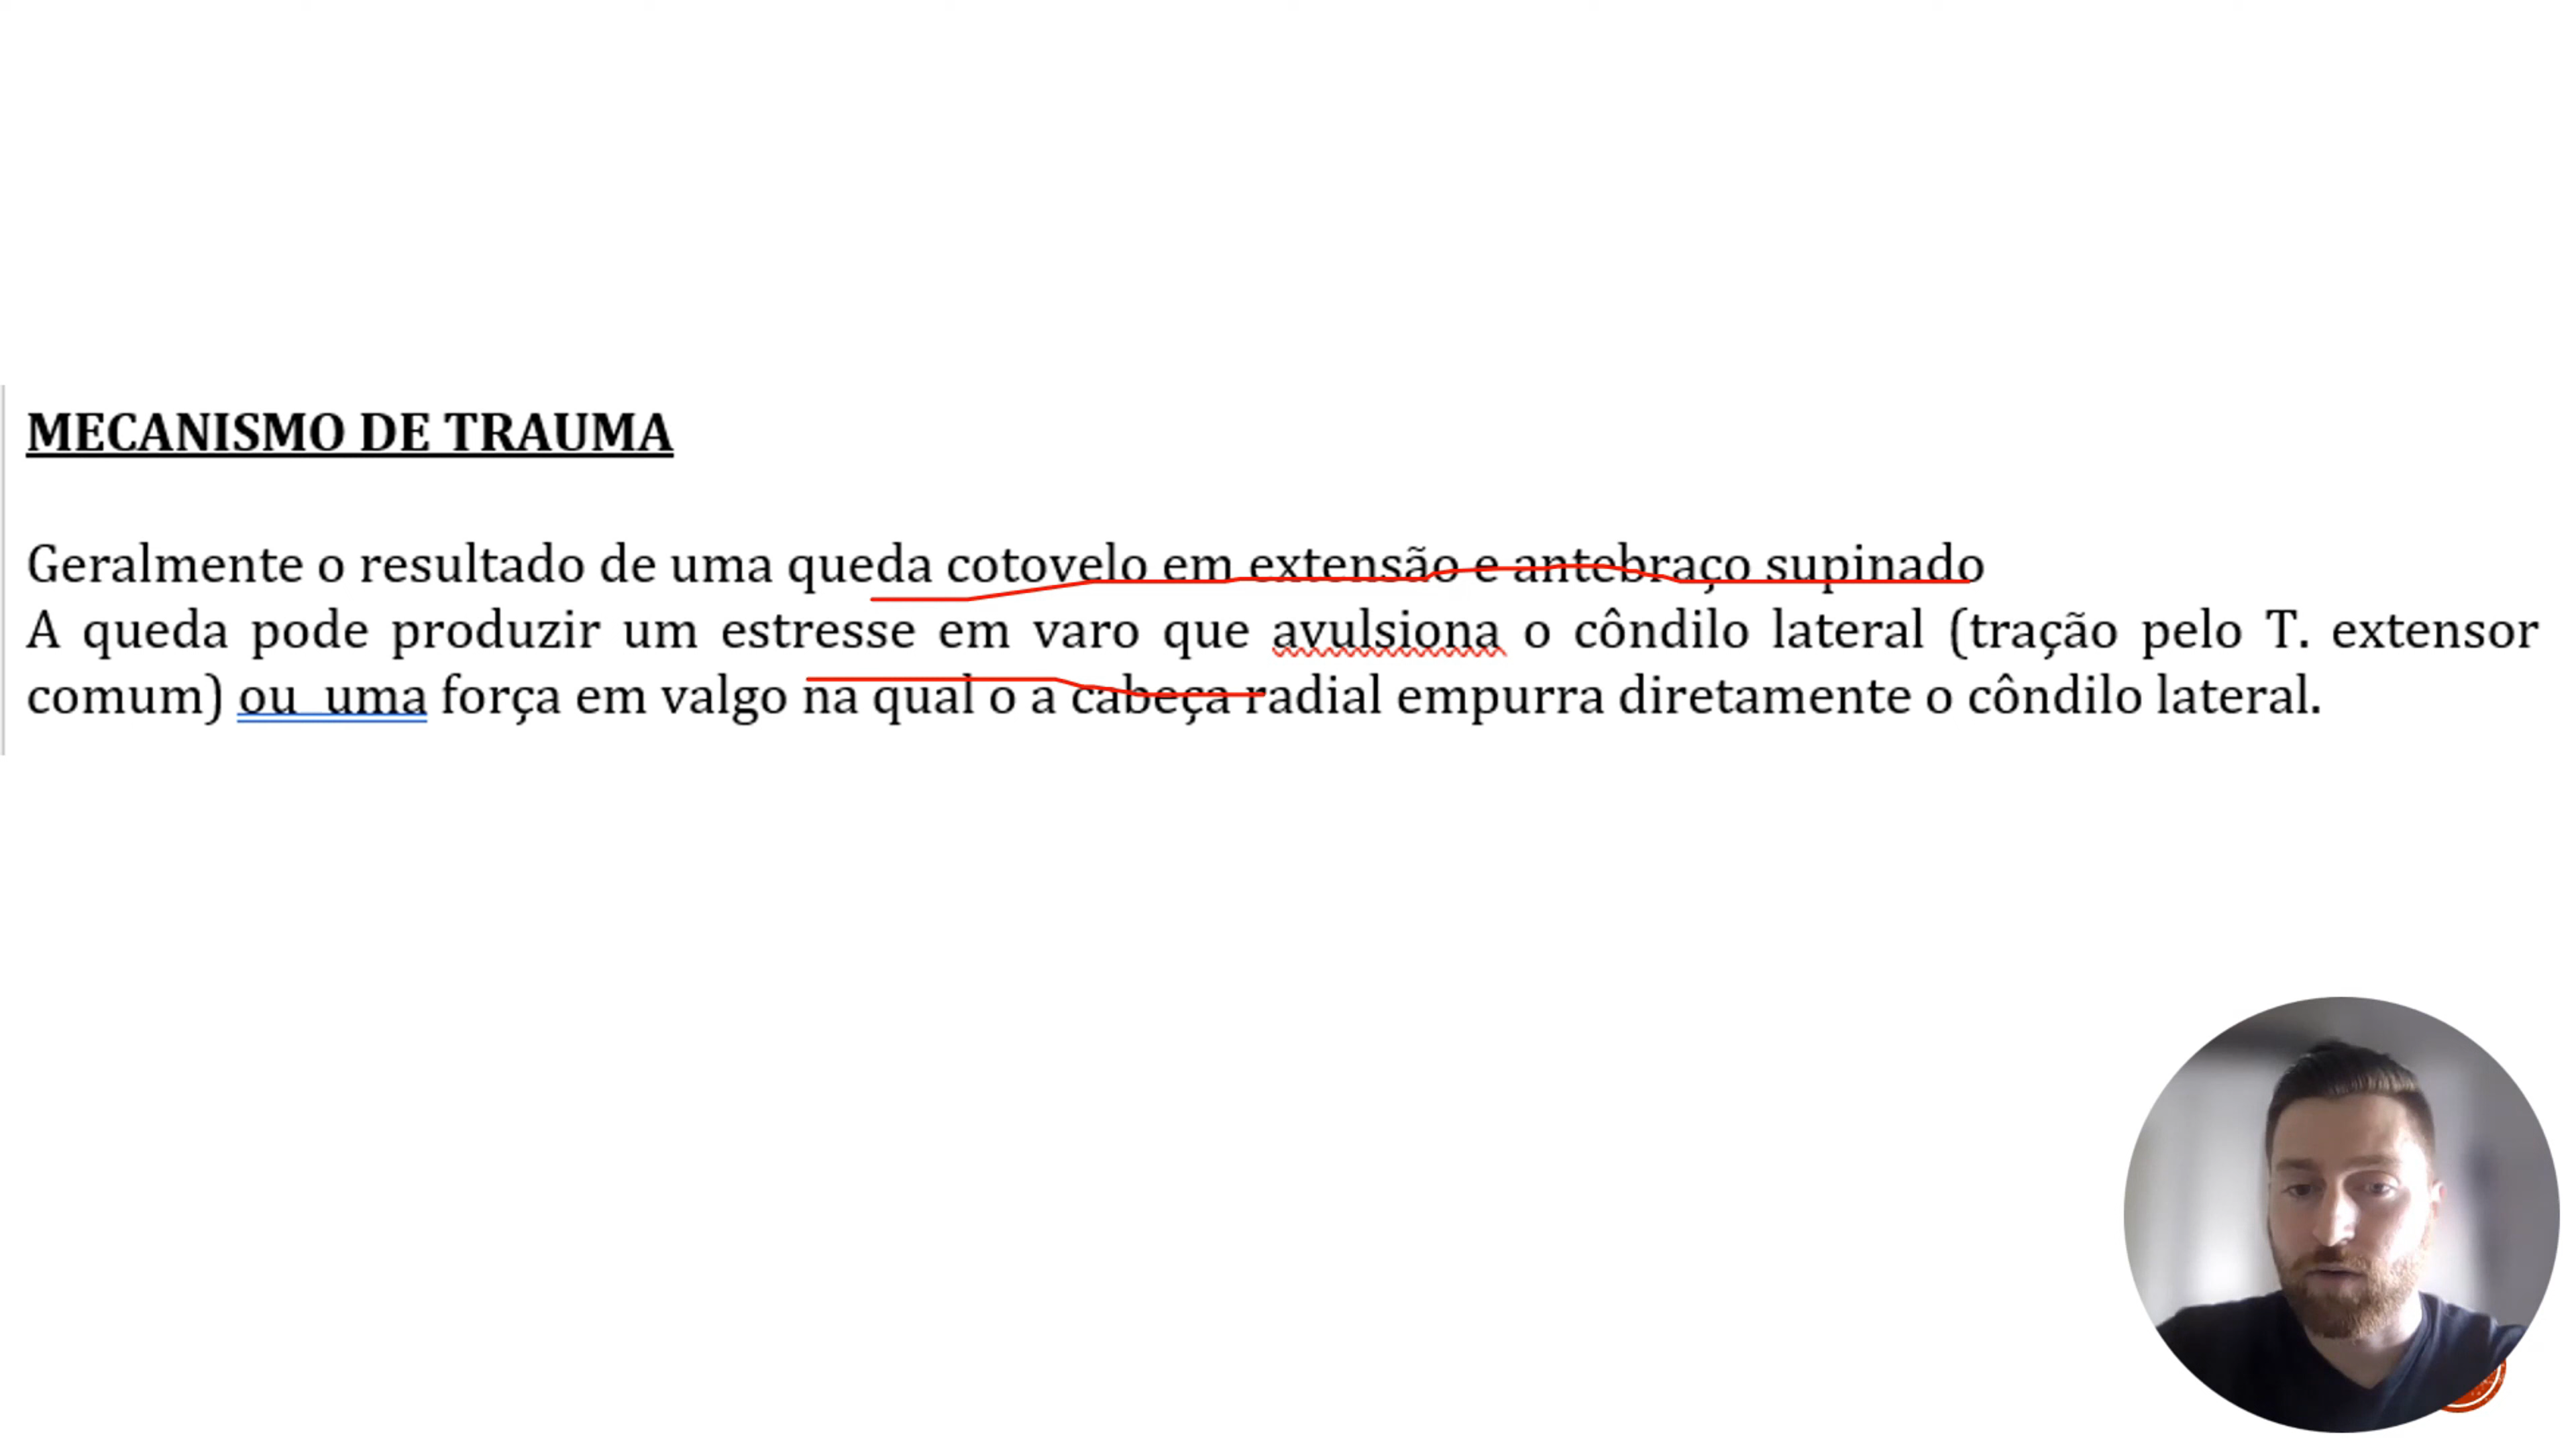 MECANISMO DE TRAUMA
Geralmente o resultado de uma queda cotovelo em extensão e antebraço supinado
A queda pode produzir um estresse em varo que avulsiona o côndilo lateral (tração pelo T. extensor
comum) ou uma força em valgo na qual o a cabeça radial empurra diretamente o côndilo lateral.